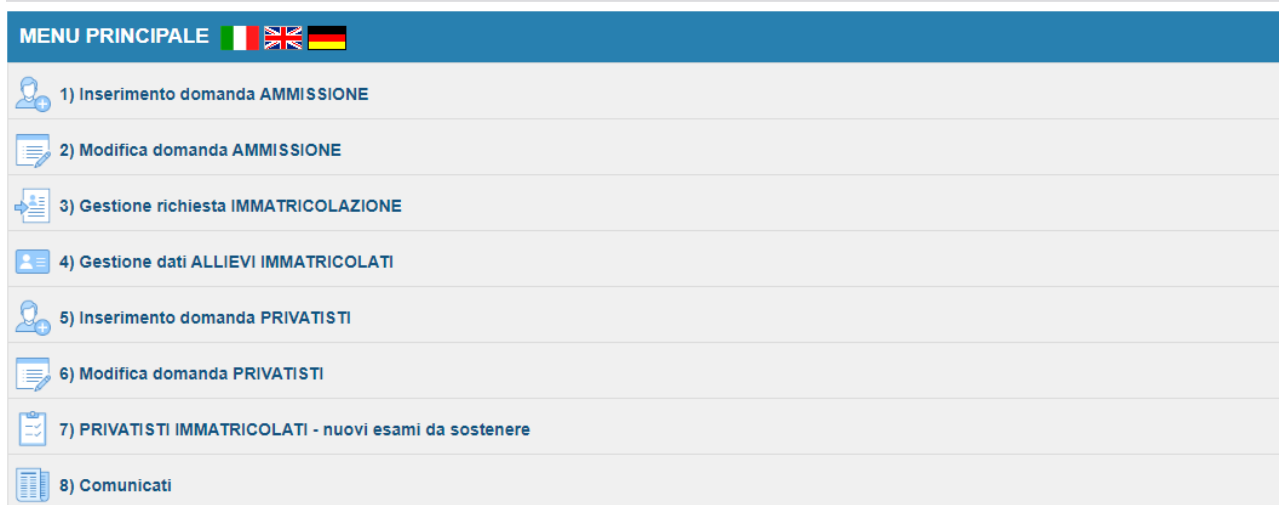 MENU PRINCIPALE
1) Inserimento domanda AMMISSIONE
2) Modifica domanda AMMISSIONE
3) Gestione richiesta IMMATRICOLAZIONE
4) Gestione dati ALLIEVI IMMATRICOLATI
5) Inserimento domanda PRIVATISTI
6) Modifica domanda PRIVATISTI
7) PRIVATISTI IMMATRICOLATI - nuovi esami da sostenere
8) Comunicati